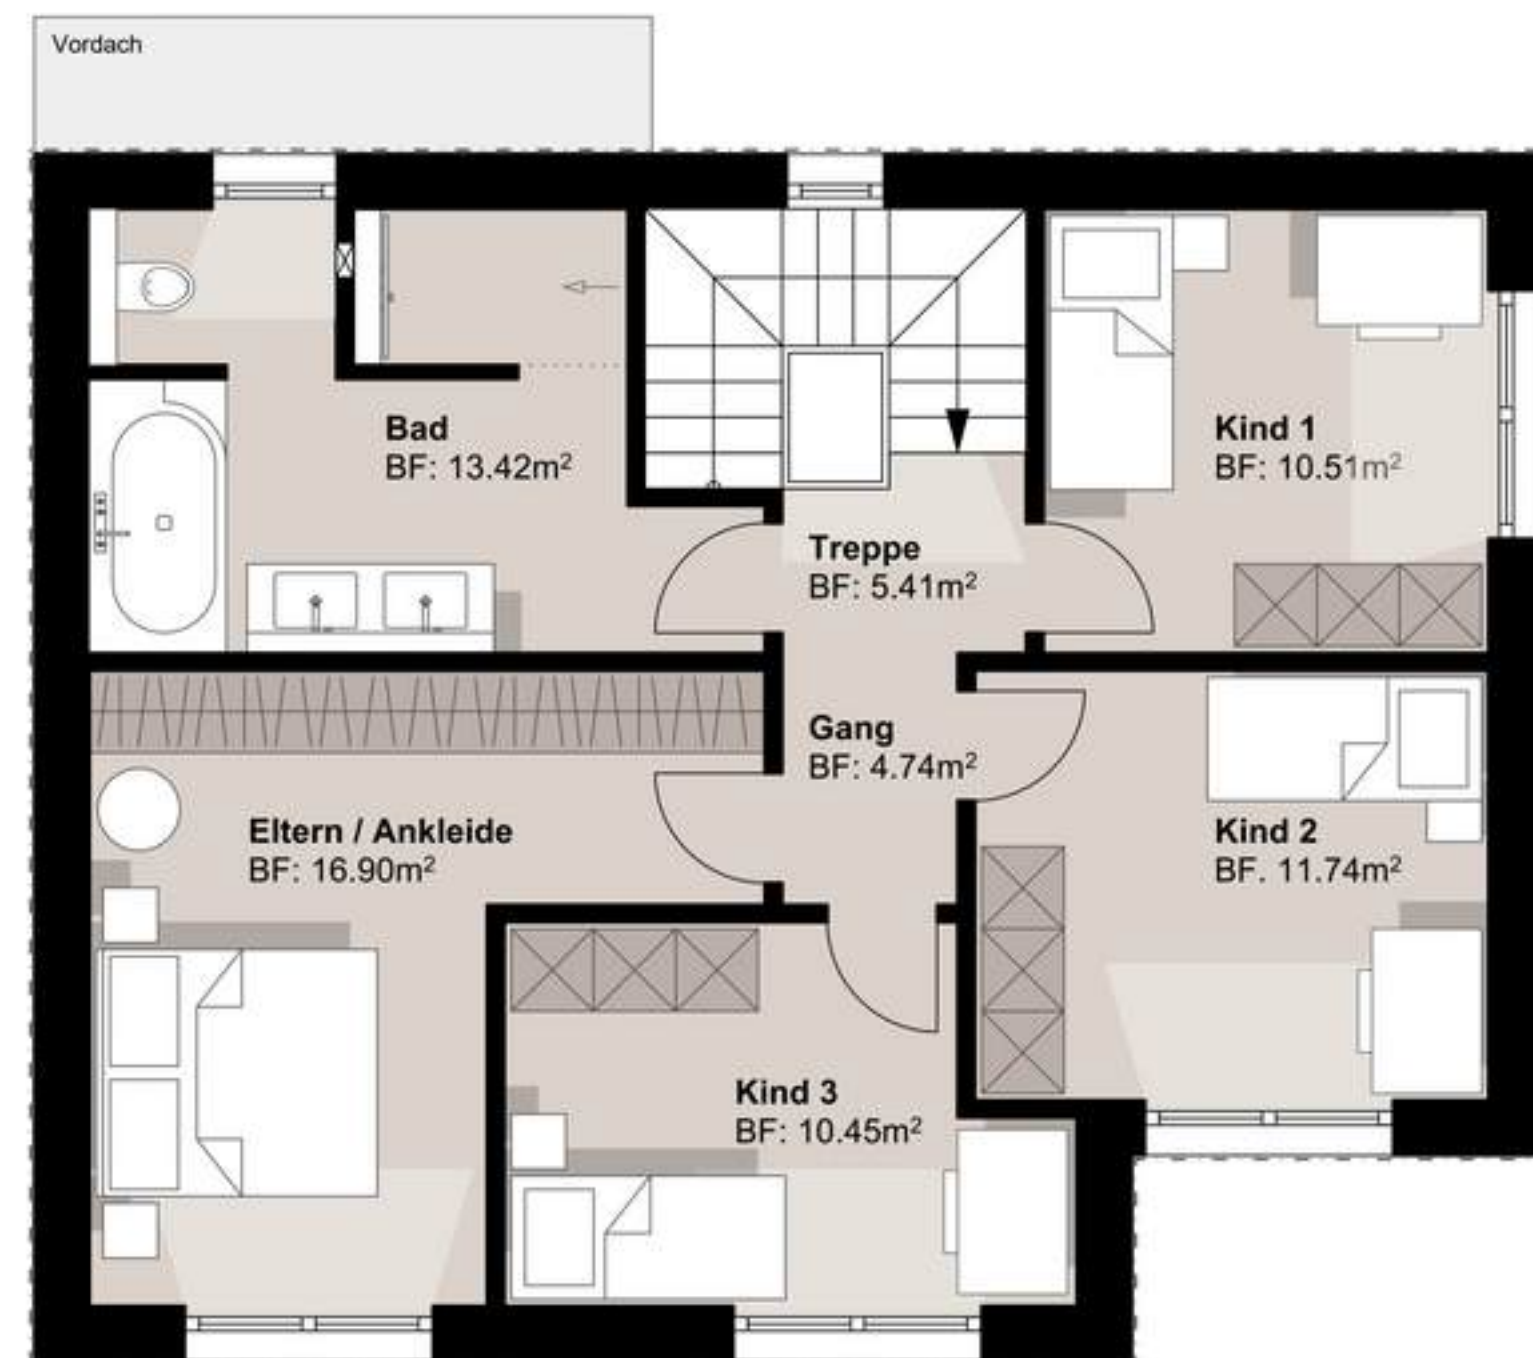 Vordach
Bad
BF: 13.42m²
Treppe
BF: 5.41m²
Kind 1
BF: 10.51m²
Gang
BF: 4.74m²
Eltern / Ankleide
BF: 16.90m²
Kind 2
BF. 11.74m²
Kind 3
BF: 10.45m²